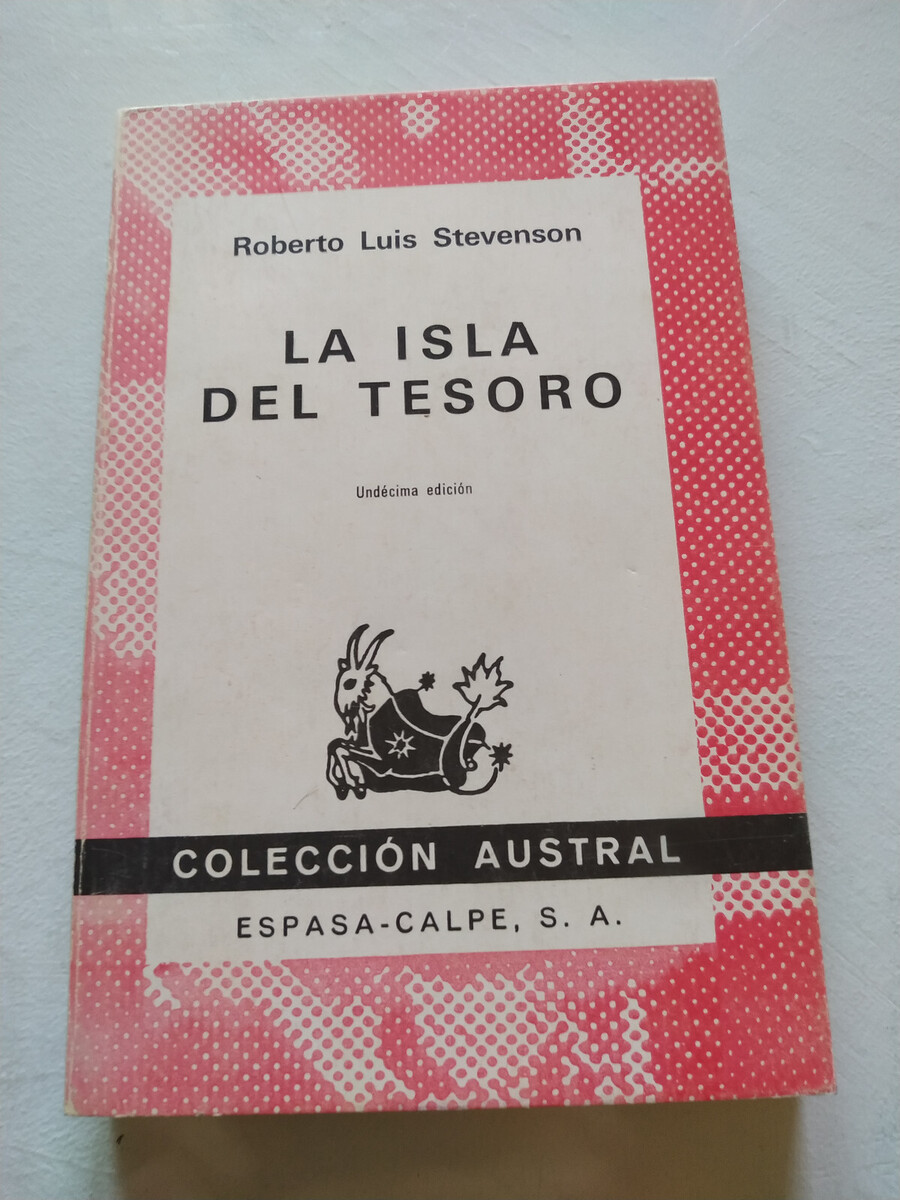 Roberto Luis Stevenson
LA ISLA
DEL TESORO
Undécima edición
COLECCIÓN AUSTRAL
ESPASA-CALPE, S. A.